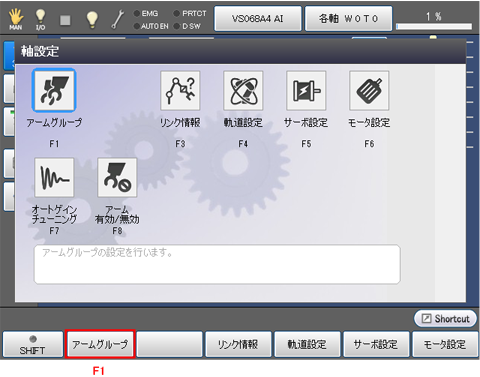 EMG PRTCT
MAN I/O AUTO EN D SW VS068A4 AI 各軸 W0T0 1 %
軸設定
アームグループ リンク情報 軌道設定 サーボ設定 モータ設定
F1 F3 F4 F5 F6
オートゲイン アーム
チューニング 有効/無効
F7 F8
アームグループの設定を行います。
Shortcut
SHIFT アームグループ リンク情報 軌道設定 サーボ設定 モータ設定
F1